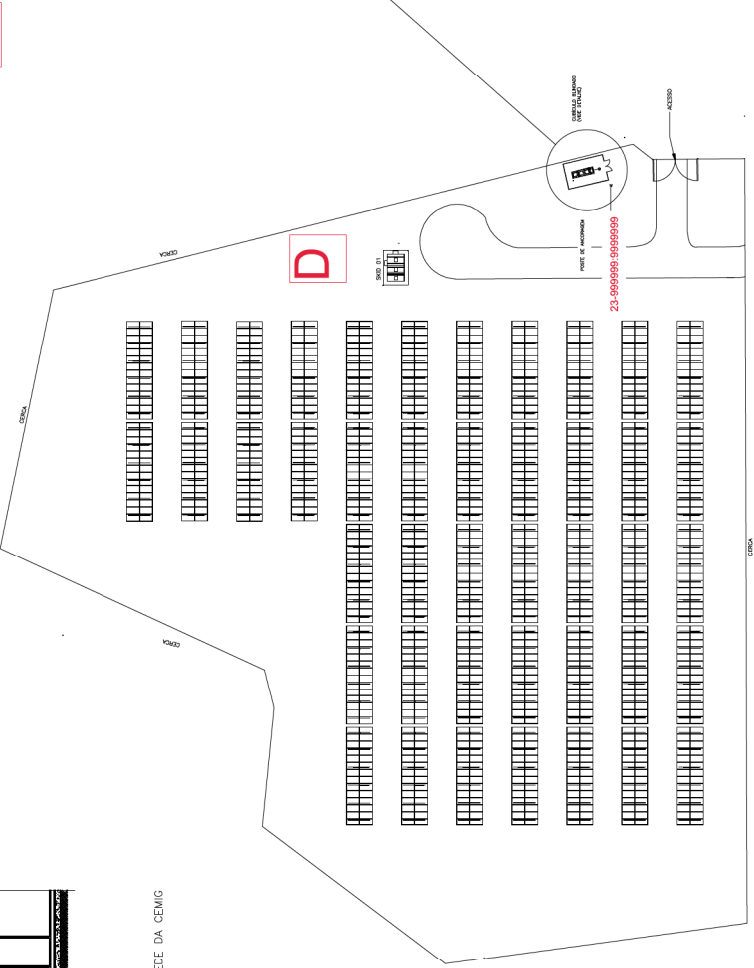 CUBÍCULO BLINDADO
(VIDE DETALHE)
ACESSO
CERCA
D
SKID 01
POSTE DE ANCORAGEM
23-999999:9999999
CERCA
CERCA
CERCA
ECE DA CEMIG